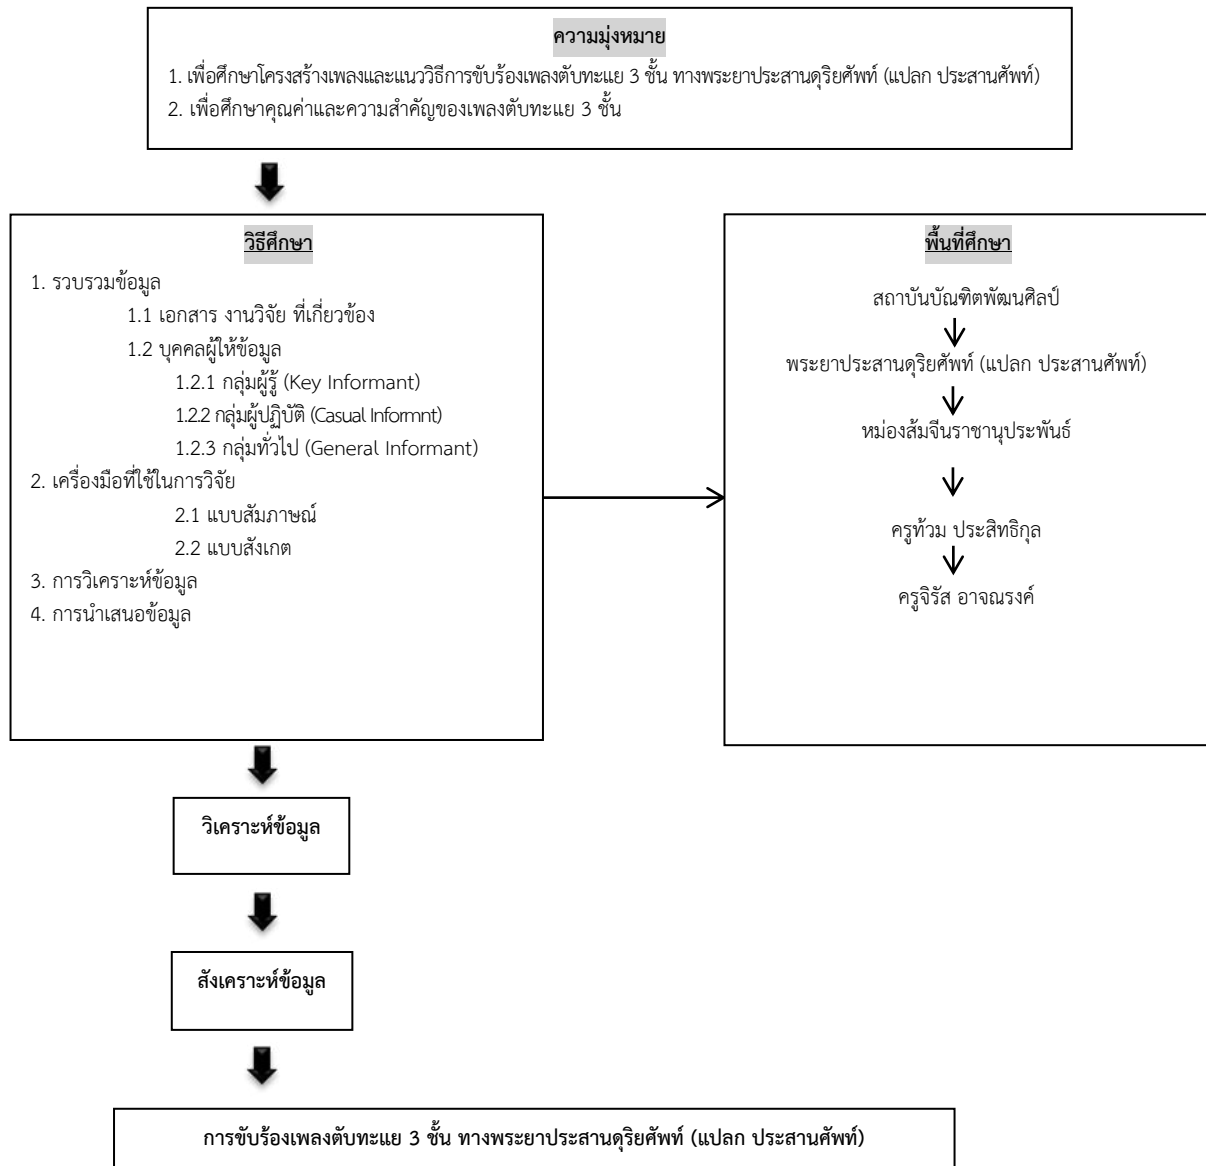 ความมุ่งหมาย
1. เพื่อศึกษาโครงสร้างเพลงและแนววิธีการขับร้องเพลงตับทะแย 3 ชั้น ทางพระยาประสานดุริยศัพท์ (แปลก ประสานศัพท์)
2. เพื่อศึกษาคุณค่าและความสำคัญของเพลงตับทะแย 3 ชั้น
วิธีศึกษา
1. รวบรวมข้อมูล
1.1 เอกสาร งานวิจัย ที่เกี่ยวข้อง
1.2 บุคคลผู้ให้ข้อมูล
1.2.1 กลุ่มผู้รู้ (Key Informant)
1.2.2 กลุ่มผู้ปฏิบัติ (Casual Informnt)
1.2.3 กลุ่มทั่วไป (General Informant)
2. เครื่องมือที่ใช้ในการวิจัย
2.1 แบบสัมภาษณ์
2.2 แบบสังเกต
3. การวิเคราะห์ข้อมูล
4. การนำเสนอข้อมูล
พื้นที่ศึกษา
สถาบันบัณฑิตพัฒนศิลป์
พระยาประสานดุริยศัพท์ (แปลก ประสานศัพท์)
หม่องส้มจีนราชานุประพันธ์
ครูท้วม ประสิทธิกุล
ครูจิรัส อาจณรงค์
วิเคราะห์ข้อมูล
สังเคราะห์ข้อมูล
การขับร้องเพลงตับทะแย 3 ชั้น ทางพระยาประสานดุริยศัพท์ (แปลก ประสานศัพท์)